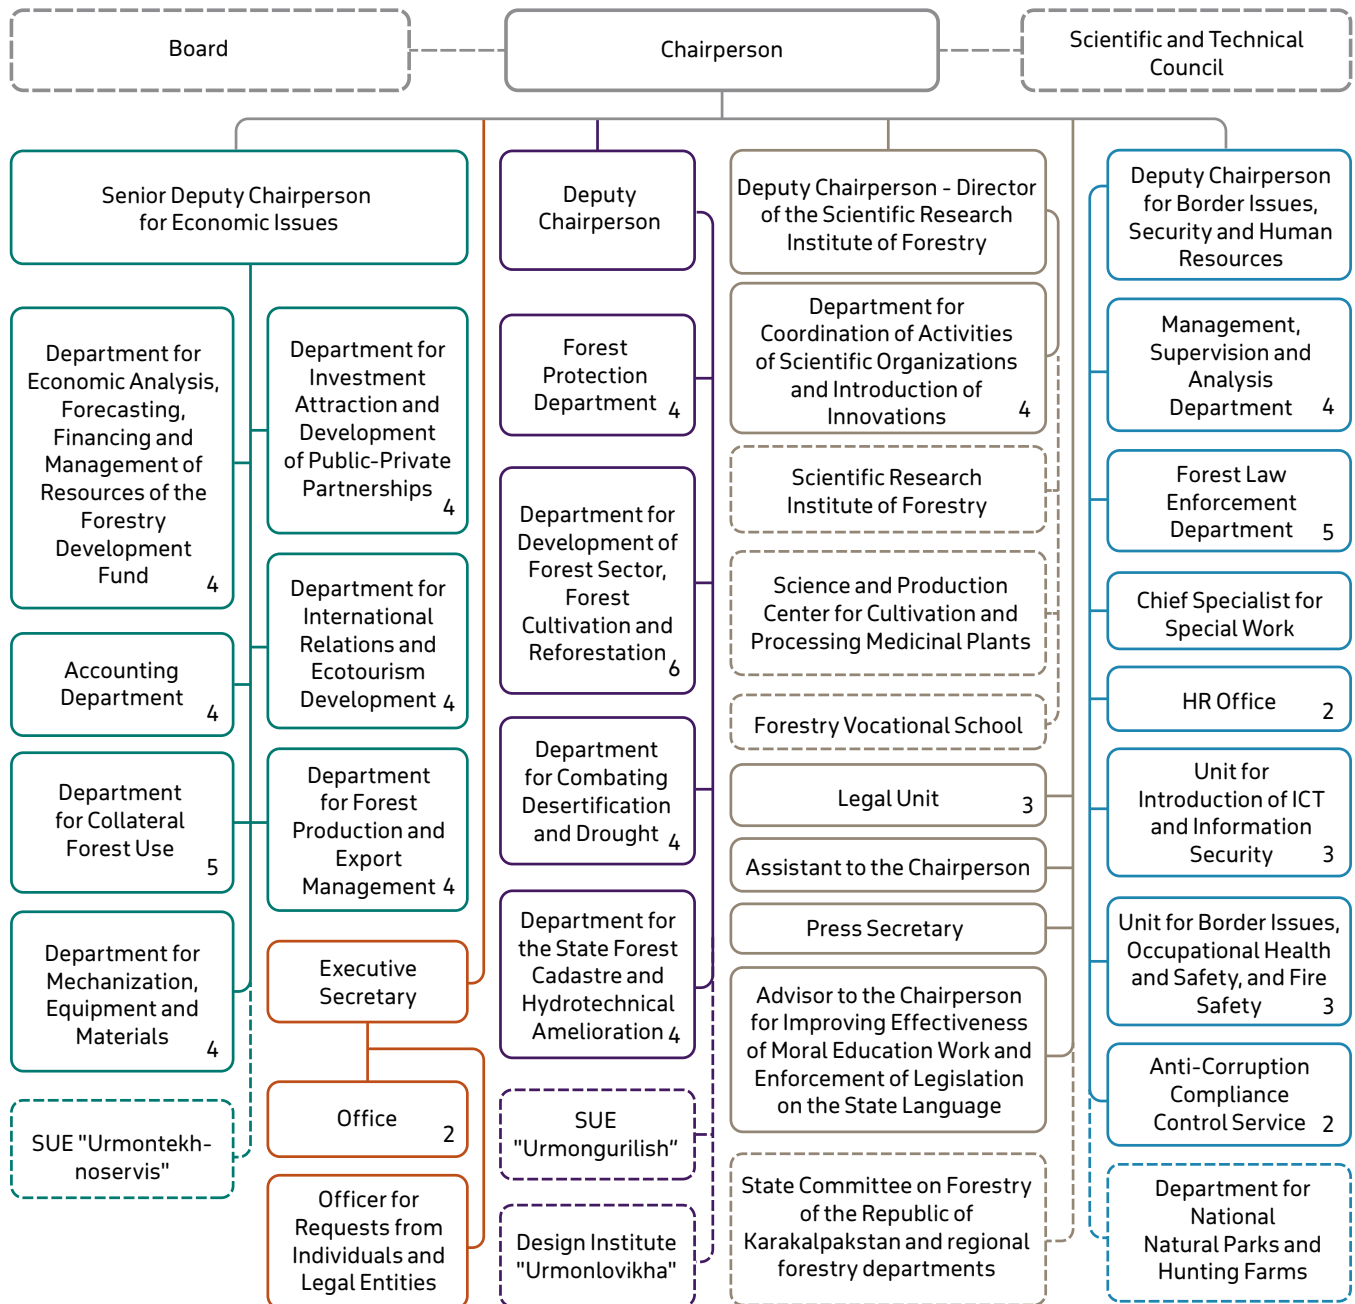 Board
Chairperson
Scientific and Technical
Council
Senior Deputy Chairperson
for Economic Issues
Department for
Economic Analysis,
Forecasting,
Financing and
Management of
Resources of the
Forestry
Development
Fund 4
Accounting
Department
4
Department
for Collateral
Forest Use
5
Department for
Mechanization,
Equipment and
Materials
4
SUE "Urmontekh-
noservis"
Department for
Investment
Attraction and
Development
of Public-Private
Partnerships
4
Department for
International
Relations and
Ecotourism
Development 4
Department
for Forest
Production and
Export
Management 4
Executive
Secretary
Office
2
Officer for
Requests from
Individuals and
Legal Entities
Deputy
Chairperson
Forest
Protection
Department 4
Department for
Development of
Forest Sector,
Forest
Cultivation and
Reforestation 6
Department
for Combating
Desertification
and Drought 4
Department for
the State Forest
Cadastre and
Hydrotechnical
Amelioration 4
SUE
"Urmongurilish“
Design Institute
"Urmonlovikha"
Deputy Chairperson - Director
of the Scientific Research
Institute of Forestry
Department for
Coordination of Activities
of Scientific Organizations
and Introduction of
Innovations 4
Scientific Research
Institute of Forestry
Science and Production
Center for Cultivation and
Processing Medicinal Plants
Forestry Vocational School
Legal Unit 3
Assistant to the Chairperson
Press Secretary
Advisor to the Chairperson
for Improving Effectiveness
of Moral Education Work and
Enforcement of Legislation
on the State Language
State Committee on Forestry
of the Republic of
Karakalpakstan and regional
forestry departments
Deputy Chairperson
for Border Issues,
Security and Human
Resources
Management,
Supervision and
Analysis
Department 4
Forest Law
Enforcement
Department 5
Chief Specialist for
Special Work
HR Office 2
Unit for
Introduction of ICT
and Information
Security 3
Unit for Border Issues,
Occupational Health
and Safety, and Fire
Safety 3
Anti-Corruption
Compliance
Control Service 2
Department for
National
Natural Parks and
Hunting Farms